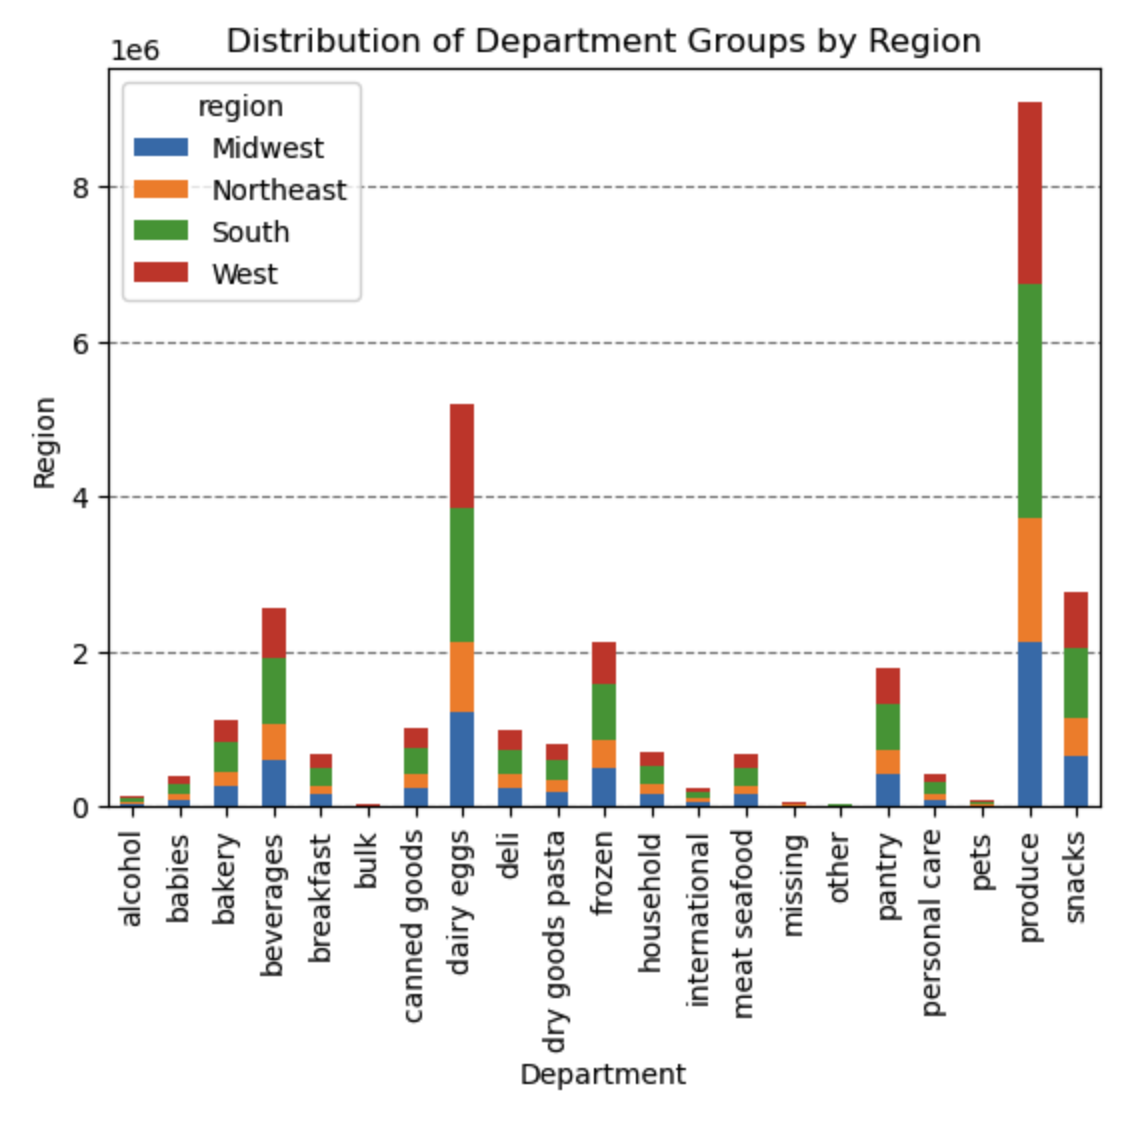 Distribution of Department Groups by Region
1e6
region
Midwest
Northeast
South
West
8
6
4
2
0
Region
alcohol
babies
bakery
beverages
breakfast
bulk
canned goods
dairy eggs
deli
dry goods pasta
frozen
household
international
meat seafood
missing
other
pantry
personal care
pets
produce
snacks
Department